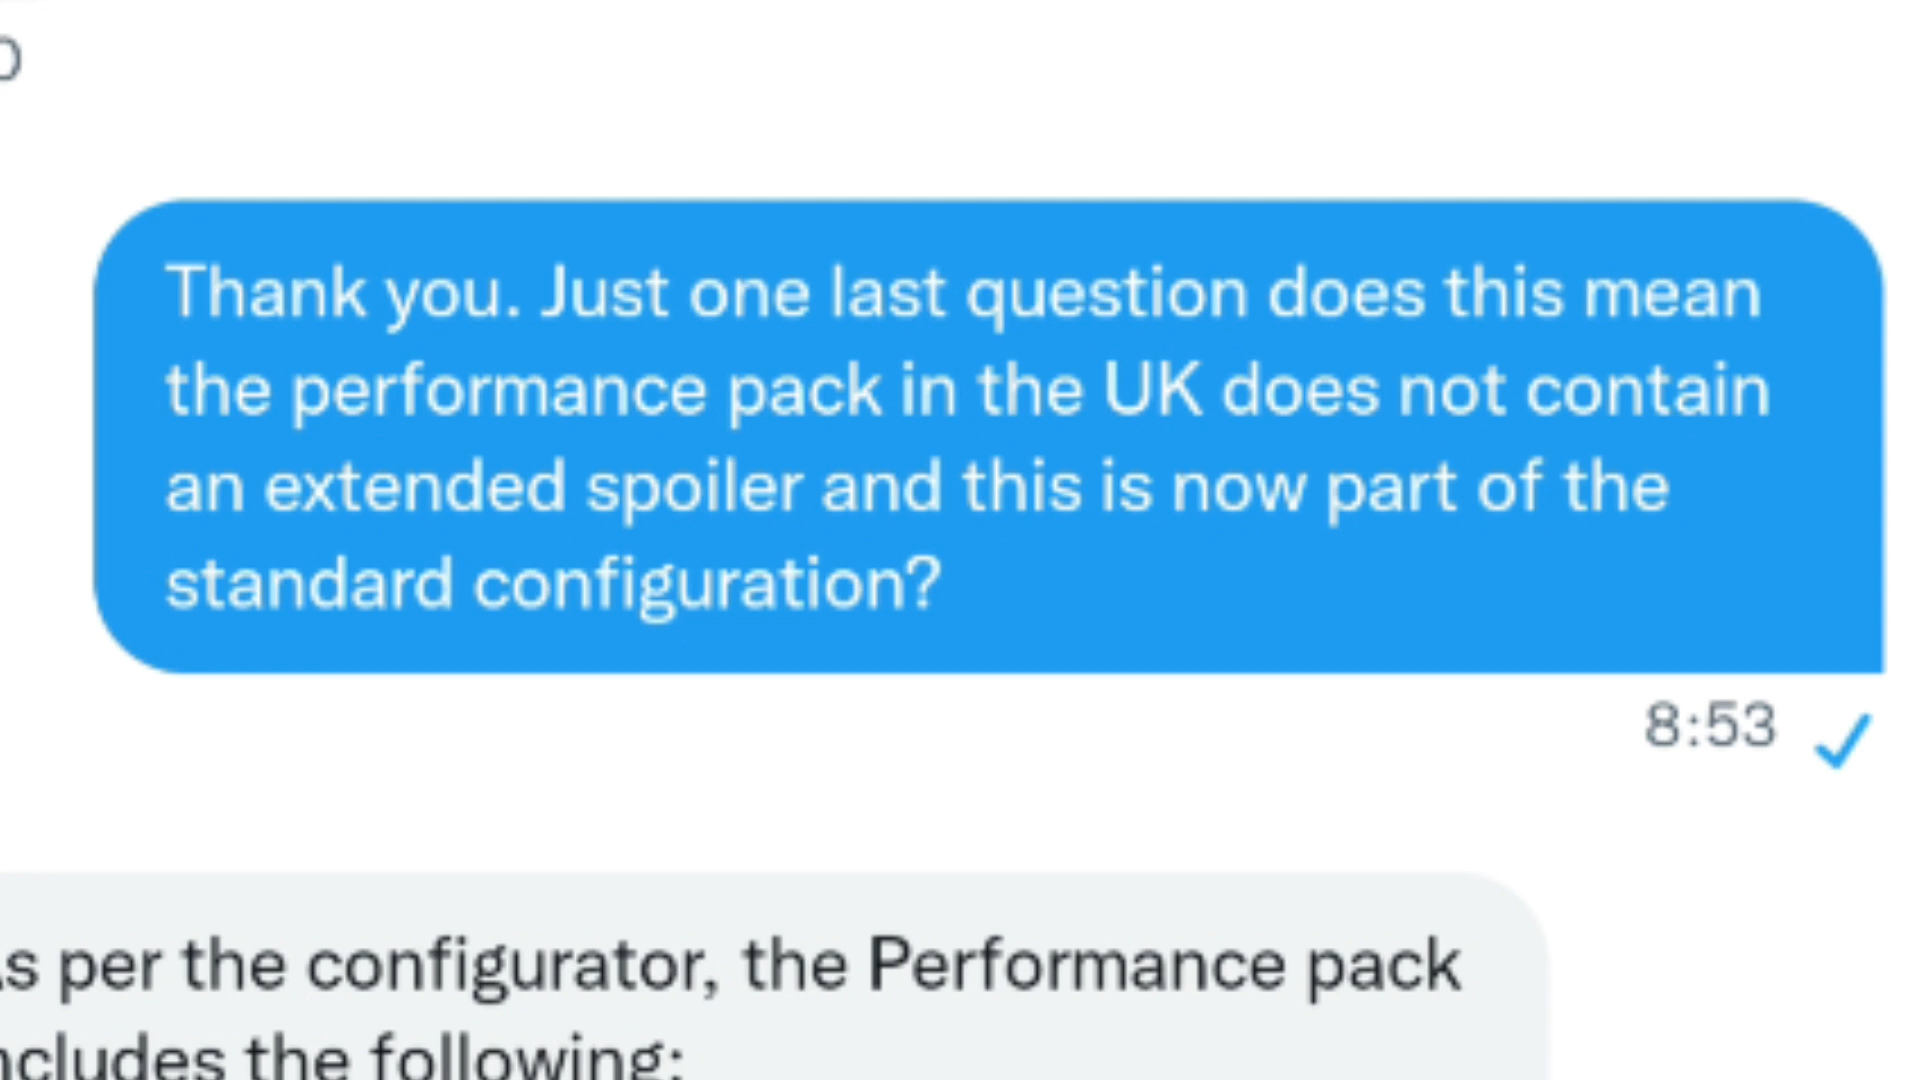 Thank you. Just one last question does this mean
the performance pack in the UK does not contain
an extended spoiler and this is now part of the
standard configuration?
8:53
As per the configurator, the Performance pack
includes the following: